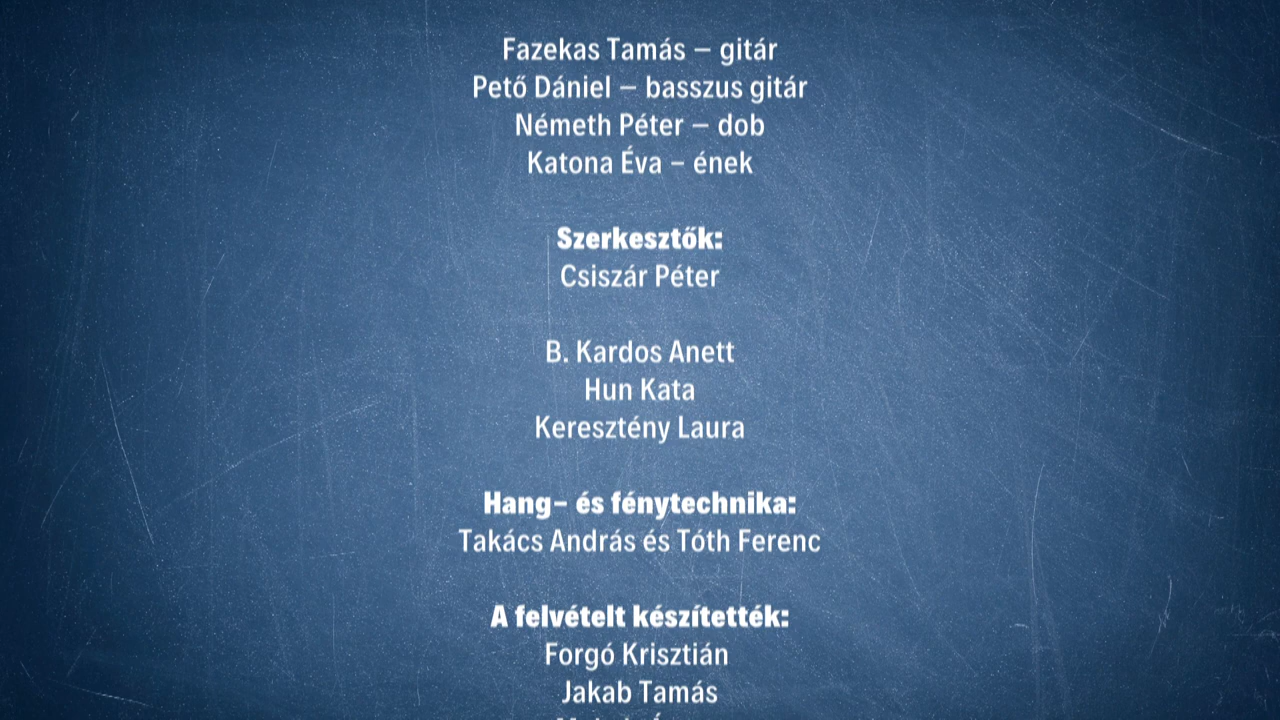 Fazekas Tamás – gitár
Pető Dániel – basszus gitár
Németh Péter – dob
Katona Éva – ének
Szerkesztők:
Csiszár Péter
B. Kardos Anett
Hun Kata
Keresztény Laura
Hang- és fénytechnika:
Takács András és Tóth Ferenc
A felvételt készítették:
Forgó Krisztián
Jakab Tamás